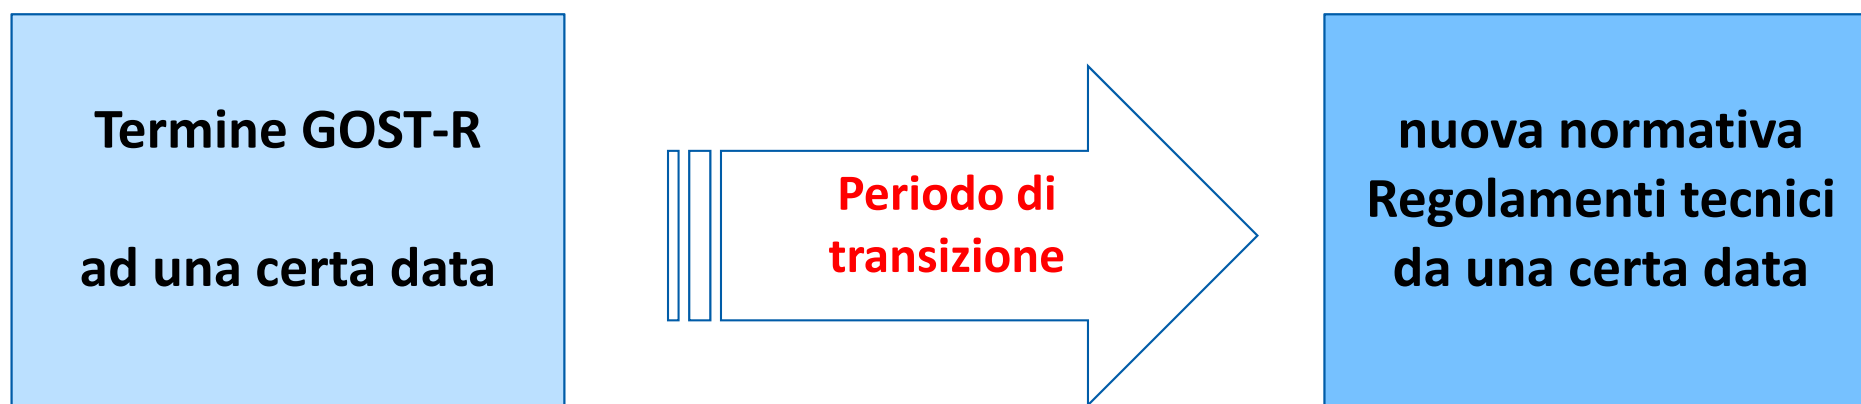 Termine GOST-R
ad una certa data
Periodo di
transizione
nuova normativa
Regolamenti tecnici
da una certa data